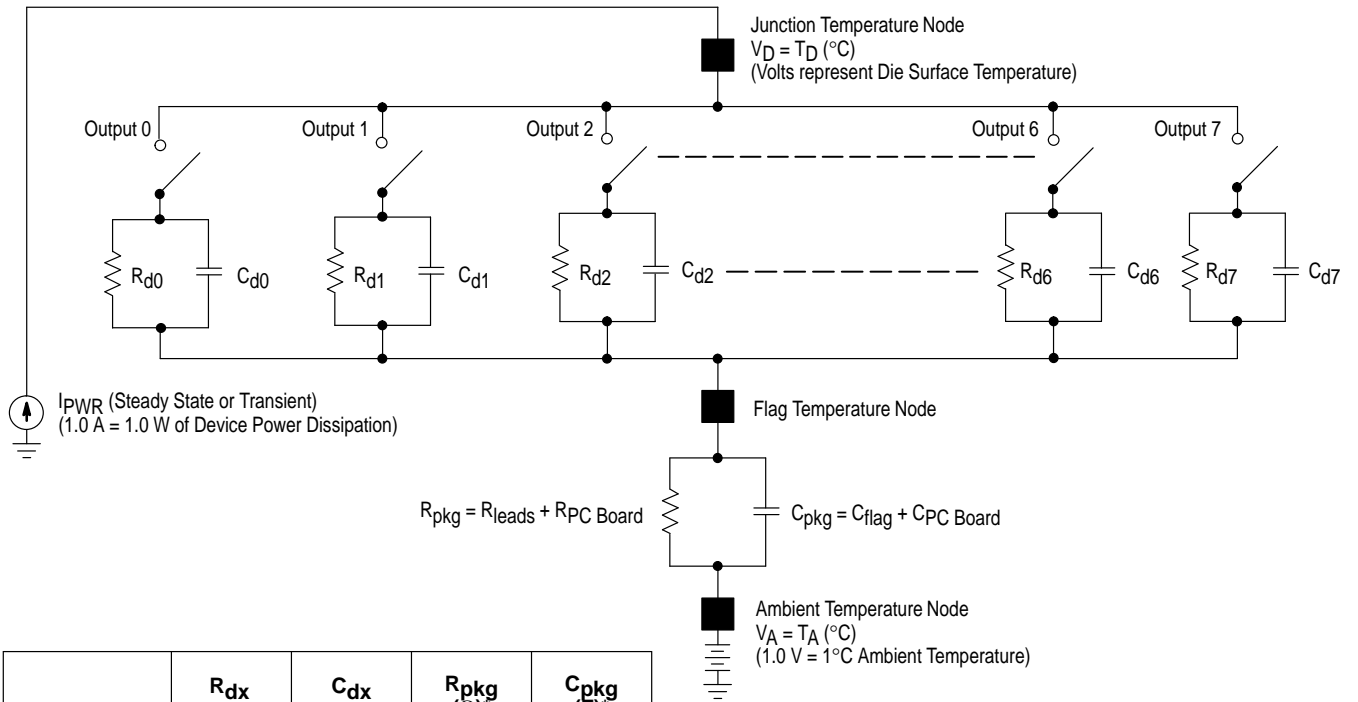 Junction Temperature Node
VD = TD (°C)
(Volts represent Die Surface Temperature)
Output 0
Output 1
Output 2
Output 6
Output 7
Rd0
Cd0
Rd1
Cd1
Rd2
Cd2
Rd6
Cd6
Rd7
Cd7
IPWR (Steady State or Transient)
(1.0 A = 1.0 W of Device Power Dissipation)
Flag Temperature Node
Rpkg = Rleads + RPC Board
Cpkg = Cflag + CPC Board
Ambient Temperature Node
VA = TA (°C)
(1.0 V = 1°C Ambient Temperature)
Rdx Cdx Rpkg Cpkg